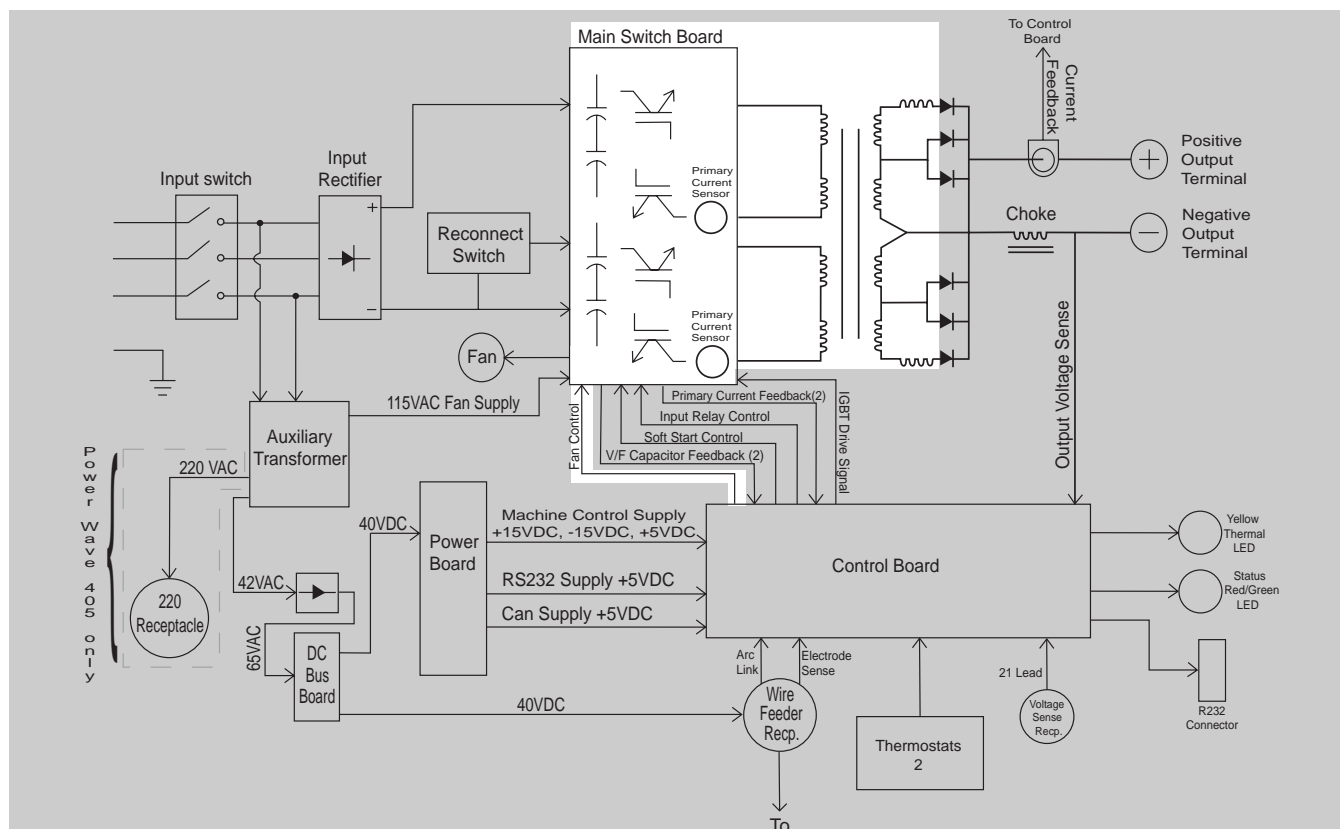 Main Switch Board
To Control
Board
Current
Feedback
Positive
Output
Terminal
+
Input switch
Input
Rectifier
+
−
Reconnect
Switch
Primary
Current
Sensor
Choke
Negative
Output
Terminal
−
Primary
Current
Sensor
Fan
115VAC Fan Supply
Output Voltage Sense
Fan Control
Primary Current Feedback(2)
Input Relay Control
Soft Start Control
V/F Capacitor Feedback (2)
IGBT Drive Signal
Auxiliary
Transformer
Power Wave 405 only
220 VAC
220
Receptacle
42VAC
65VAC
DC
Bus
Board
40VDC
40VDC
Power
Board
Machine Control Supply
+15VDC, -15VDC, +5VDC
RS232 Supply +5VDC
Can Supply +5VDC
Control Board
Yellow
Thermal
LED
Status
Red/Green
LED
R232
Connector
Arc
Link
Electrode
Sense
Wire
Feeder
Recp.
Thermostats
2
21 Lead
Voltage
Sense
Recp.
To